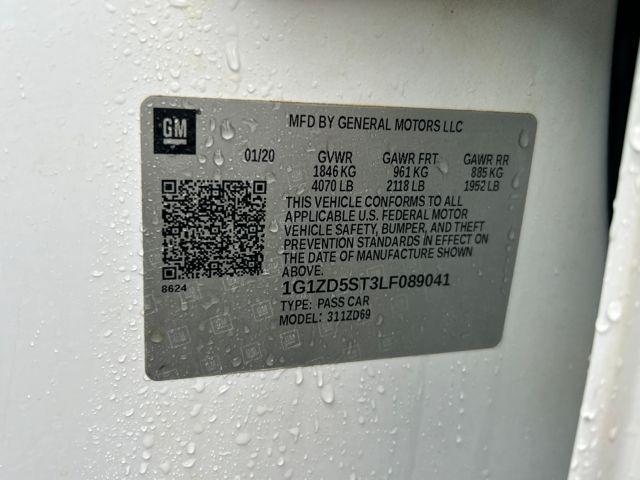 GM
MFD BY GENERAL MOTORS LLC
01/20 GVWR GAWR FRT GAWR RR
1846 KG 961 KG 885 KG
4070 LB 2118 LB 1952 LB
THIS VEHICLE CONFORMS TO ALL
APPLICABLE U.S. FEDERAL MOTOR
VEHICLE SAFETY, BUMPER, AND THEFT
PREVENTION STANDARDS IN EFFECT ON
THE DATE OF MANUFACTURE SHOWN
ABOVE.
8624
1G1ZD5ST3LF089041
TYPE: PASS CAR
MODEL: 311ZD69